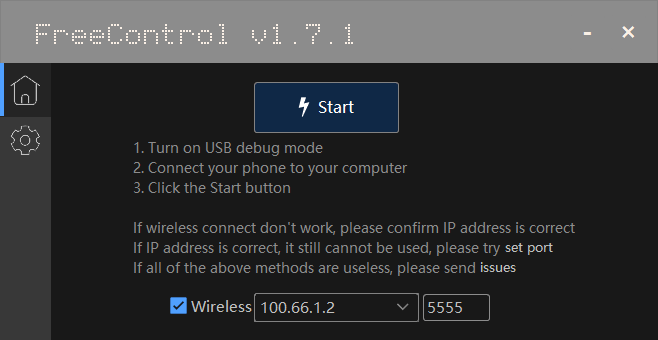 FreeControl v1.7.1
Start
1. Turn on USB debug mode
2. Connect your phone to your computer
3. Click the Start button
If wireless connect don't work, please confirm IP address is correct
If IP address is correct, it still cannot be used, please try set port
If all of the above methods are useless, please send issues
Wireless 100.66.1.2 5555